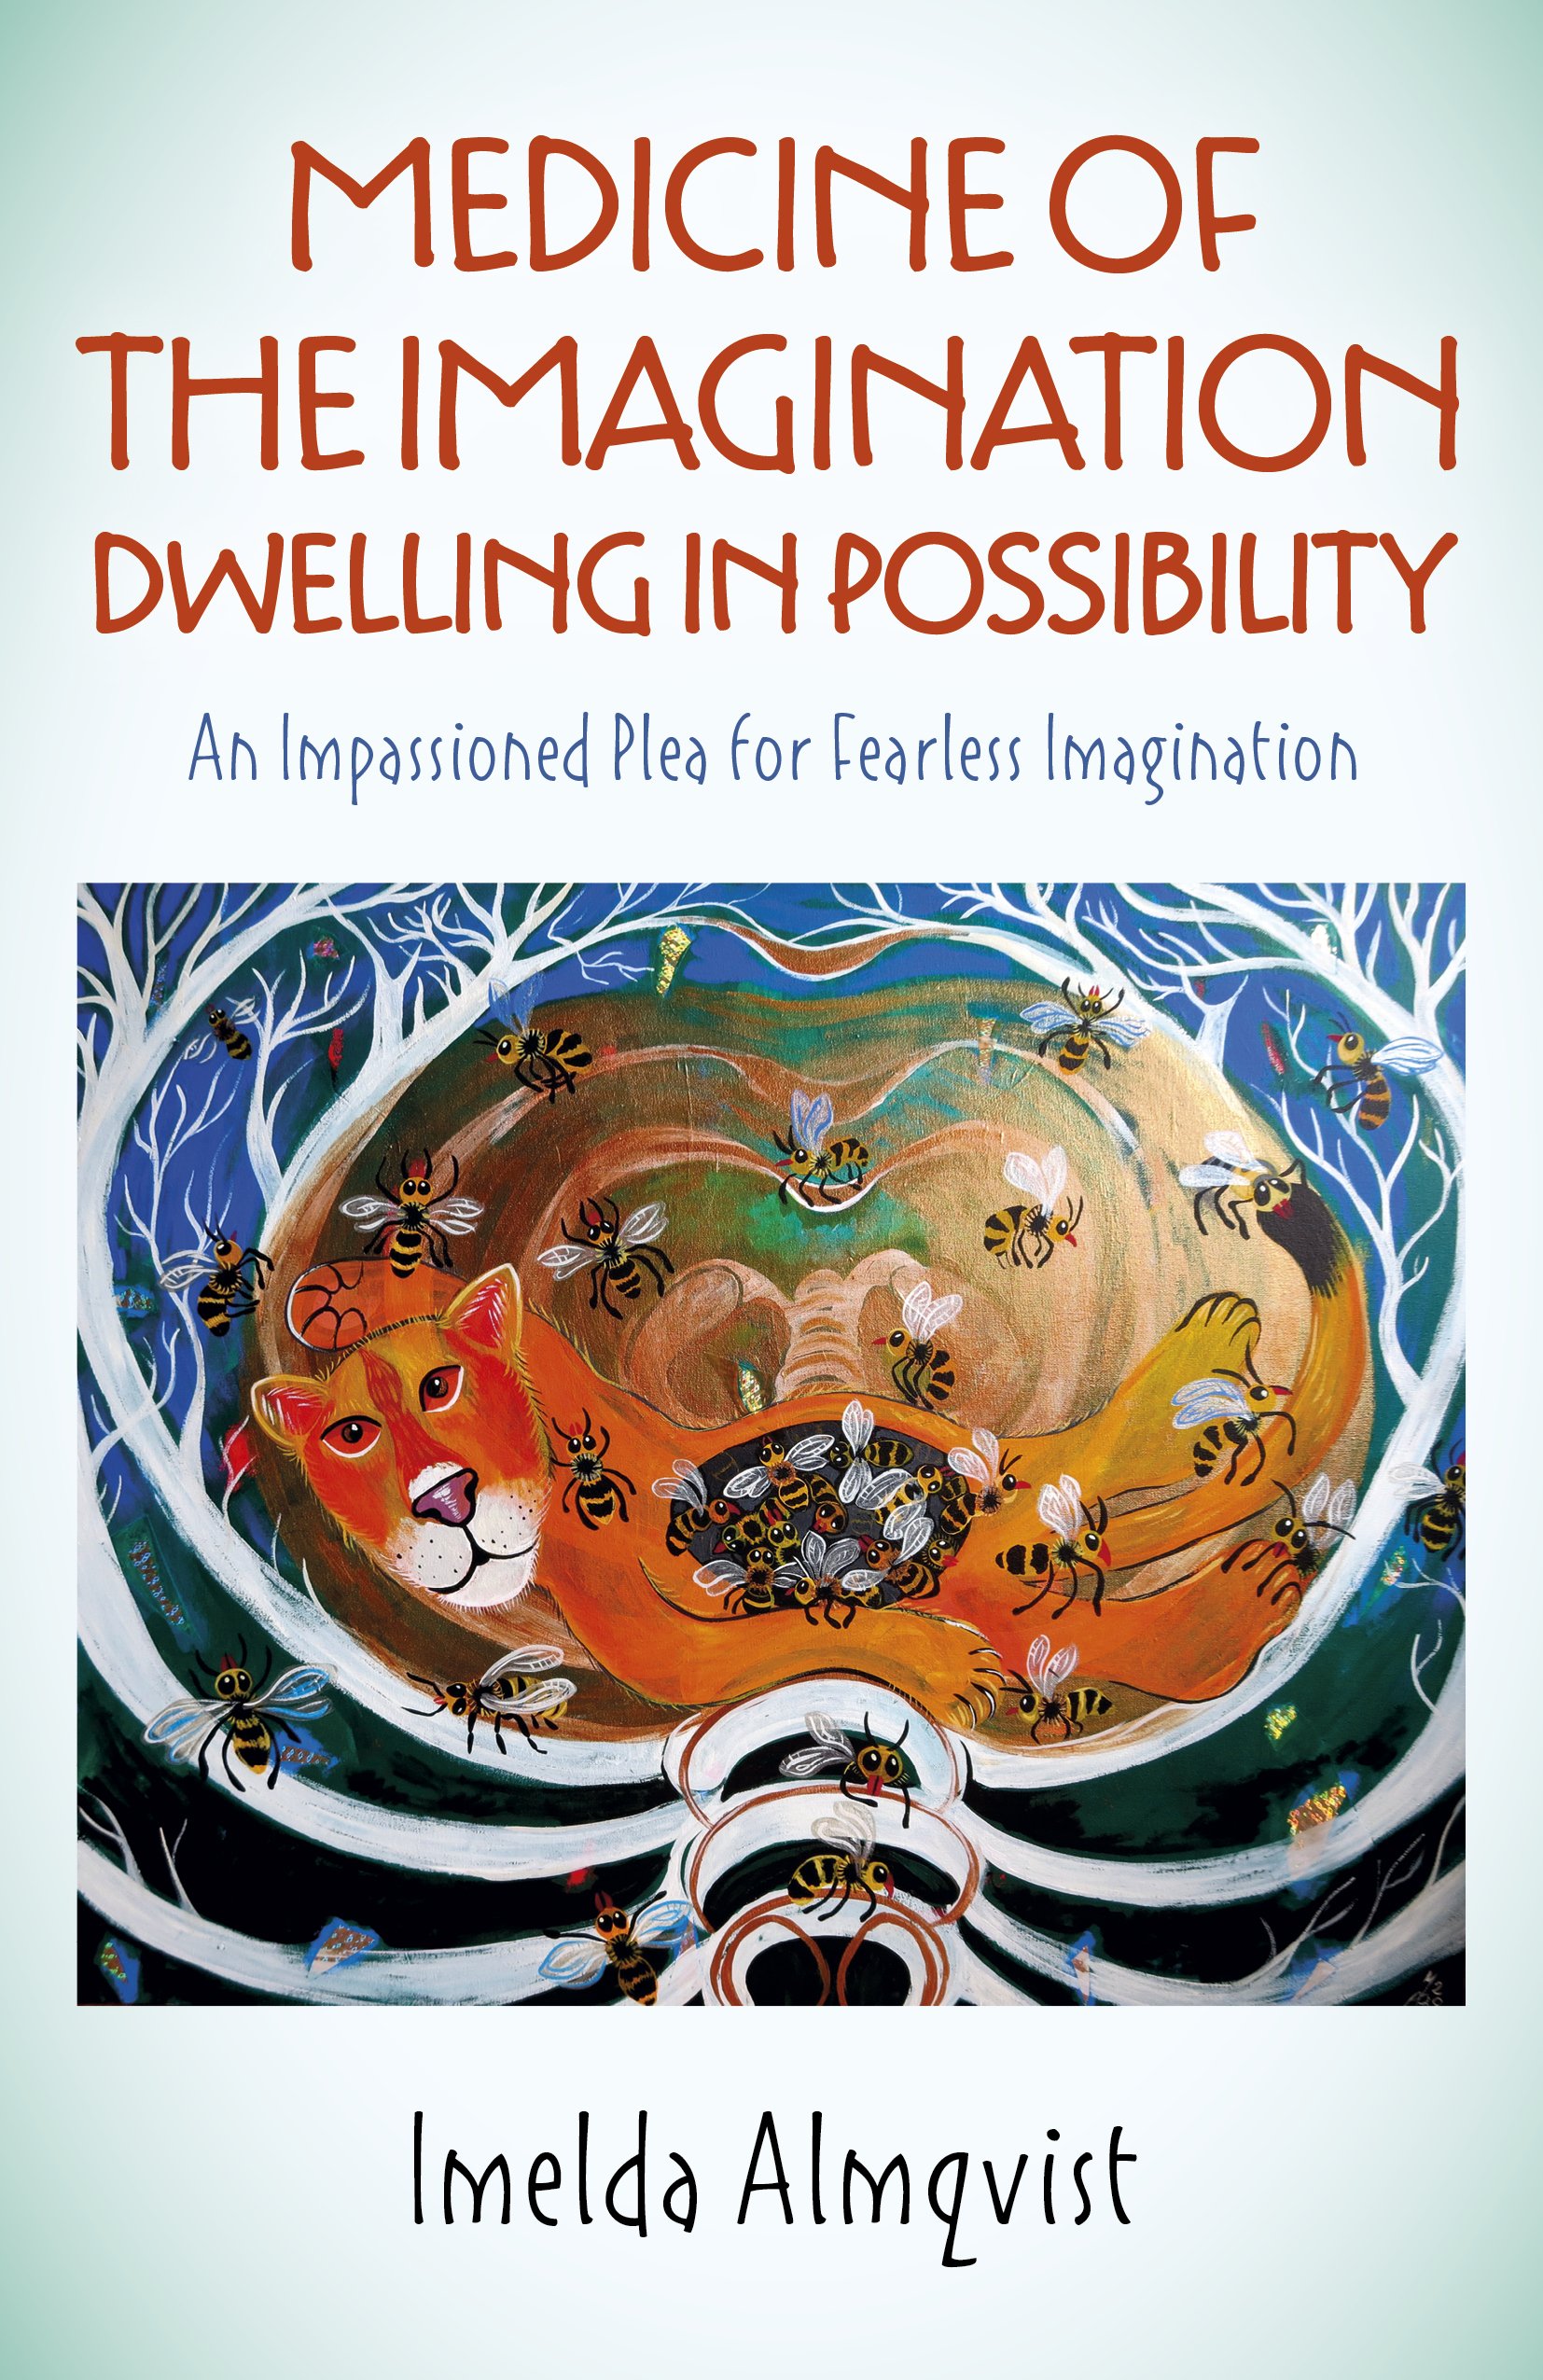 MEDICINE OF
THE IMAGINATION
DWELLING IN POSSIBILITY
An Impassioned Plea for Fearless Imagination
Imelda Almqvist